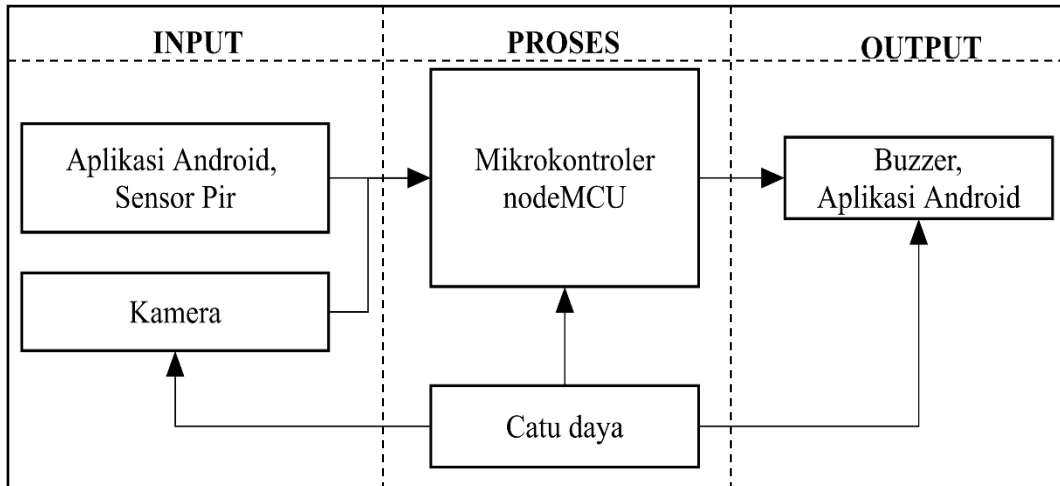 INPUT
PROSES
OUTPUT
Aplikasi Android,
Sensor Pir
Kamera
Mikrokontroler
nodeMCU
Catu daya
Buzzer,
Aplikasi Android